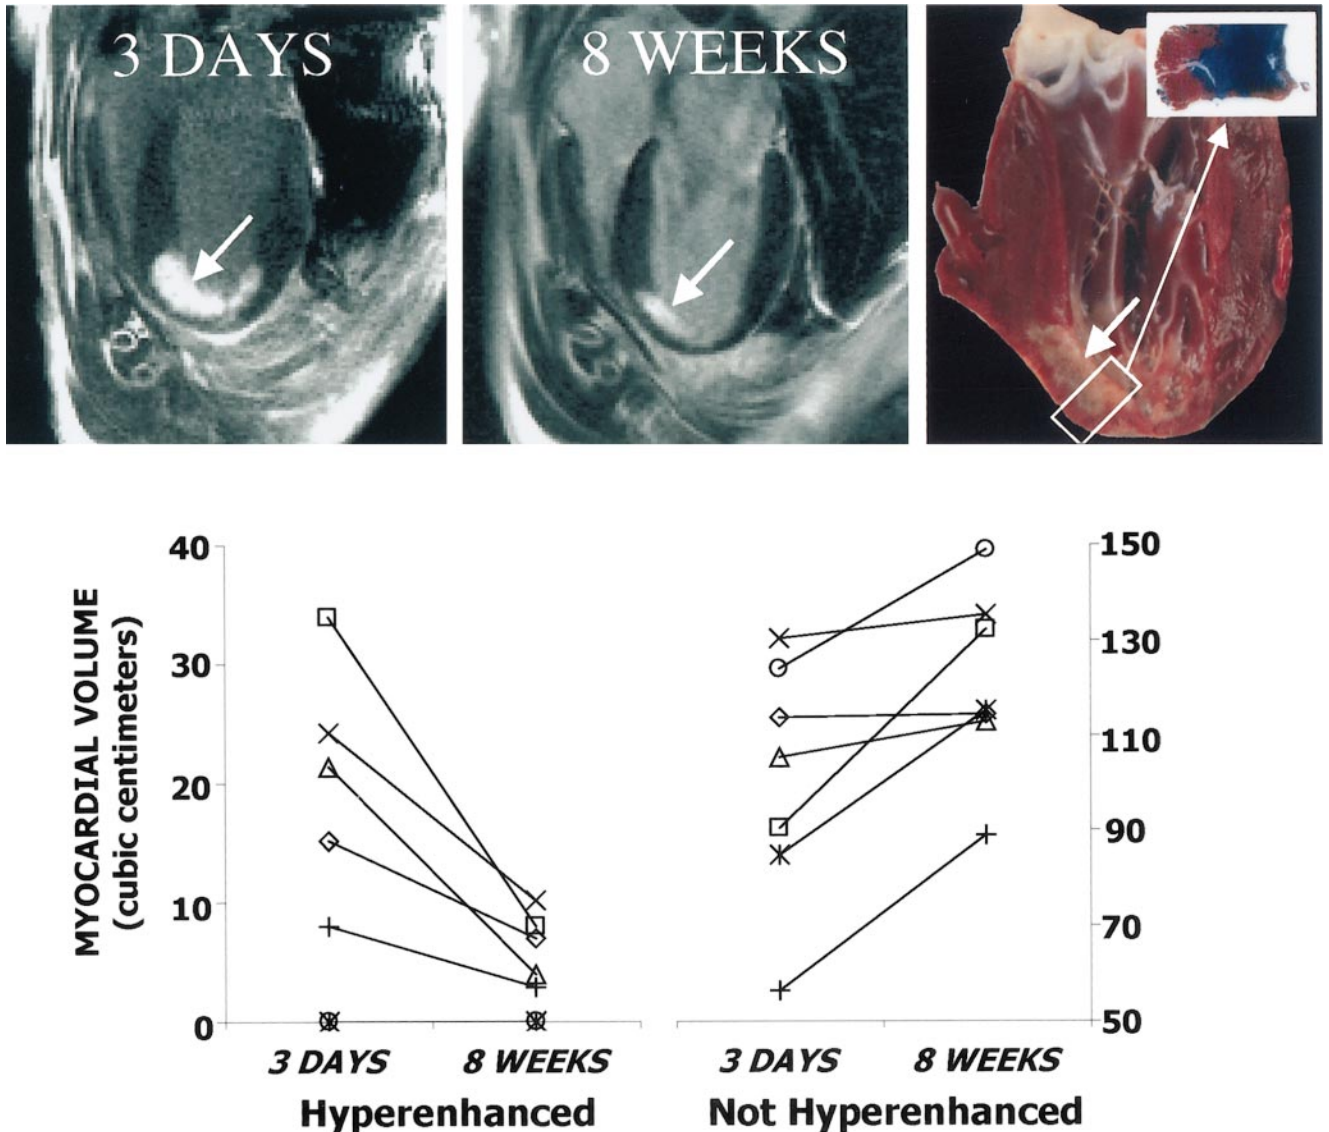 3 DAYS
8 WEEKS
40
30
20
10
0
MYOCARDIAL VOLUME
(cubic centimeters)
150
130
110
90
70
50
3 DAYS 8 WEEKS
3 DAYS 8 WEEKS
Hyperenhanced
Not Hyperenhanced